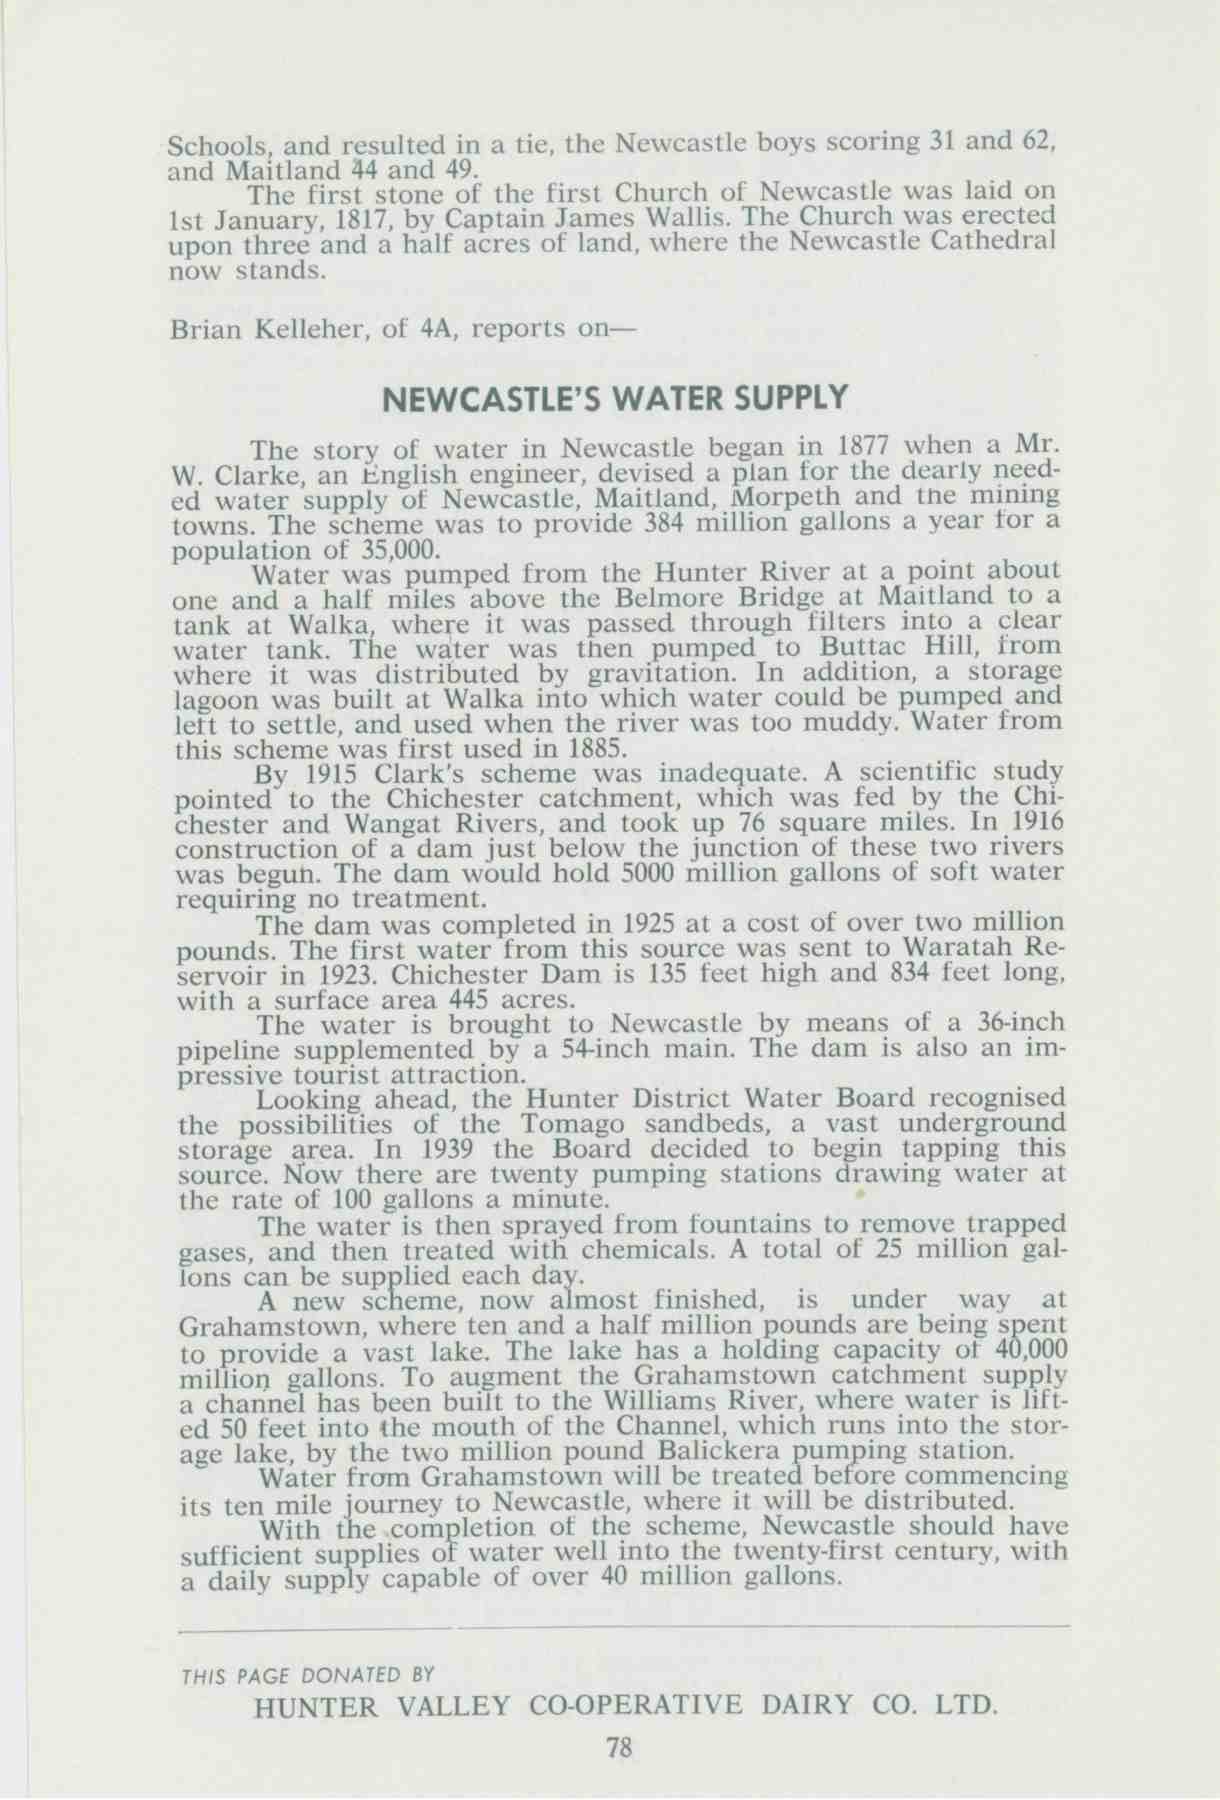 Schools, and resulted in a tie, the Newcastle boys scoring 31 and 62,
and Maitland 44 and 49.
The first stone of the first Church of Newcastle was laid on
1st January, 1817, by Captain James Wallis. The Church was erected
upon three and a half acres of land, where the Newcastle Cathedral
now stands.
Brian Kelleher, of 4A, reports on—
NEWCASTLE'S WATER SUPPLY
The story of water in Newcastle began in 1877 when a Mr.
W. Clarke, an English engineer, devised a plan for the dearly need-
ed water supply of Newcastle, Maitland, Morpeth and the mining
towns. The scheme was to provide 384 million gallons a year for a
population of 35,000.
Water was pumped from the Hunter River at a point about
one and a half miles above the Belmore Bridge at Maitland to a
tank at Walka, where it was passed through filters into a clear
water tank. The water was then pumped to Buttac Hill, from
where it was distributed by gravitation. In addition, a storage
lagoon was built at Walka into which water could be pumped and
left to settle, and used when the river was too muddy. Water from
this scheme was first used in 1885.
By 1915 Clark's scheme was inadequate. A scientific study
pointed to the Chichester catchment, which was fed by the Chi-
chester and Wangat Rivers, and took up 76 square miles. In 1916
construction of a dam just below the junction of these two rivers
was begun. The dam would hold 5000 million gallons of soft water
requiring no treatment.
The dam was completed in 1925 at a cost of over two million
pounds. The first water from this source was sent to Waratah Re-
servoir in 1923. Chichester Dam is 135 feet high and 834 feet long,
with a surface area 445 acres.
The water is brought to Newcastle by means of a 36-inch
pipeline supplemented by a 54-inch main. The dam is also an im-
pressive tourist attraction.
Looking ahead, the Hunter District Water Board recognised
the possibilities of the Tomago sandbeds, a vast underground
storage area. In 1939 the Board decided to begin tapping this
source. Now there are twenty pumping stations drawing water at
the rate of 100 gallons a minute.
The water is then sprayed from fountains to remove trapped
gases, and then treated with chemicals. A total of 25 million gal-
lons can be supplied each day.
A new scheme, now almost finished, is under way at
Grahamstown, where ten and a half million pounds are being spent
to provide a vast lake. The lake has a holding capacity of 40,000
million gallons. To augment the Grahamstown catchment supply
a channel has been built to the Williams River, where water is lift-
ed 50 feet into the mouth of the Channel, which runs into the stor-
age lake, by the two million pound Balickera pumping station.
Water from Grahamstown will be treated before commencing
its ten mile journey to Newcastle, where it will be distributed.
With the completion of the scheme, Newcastle should have
sufficient supplies of water well into the twenty-first century, with
a daily supply capable of over 40 million gallons.
THIS PAGE DONATED BY
HUNTER VALLEY CO-OPERATIVE DAIRY CO. LTD.
78